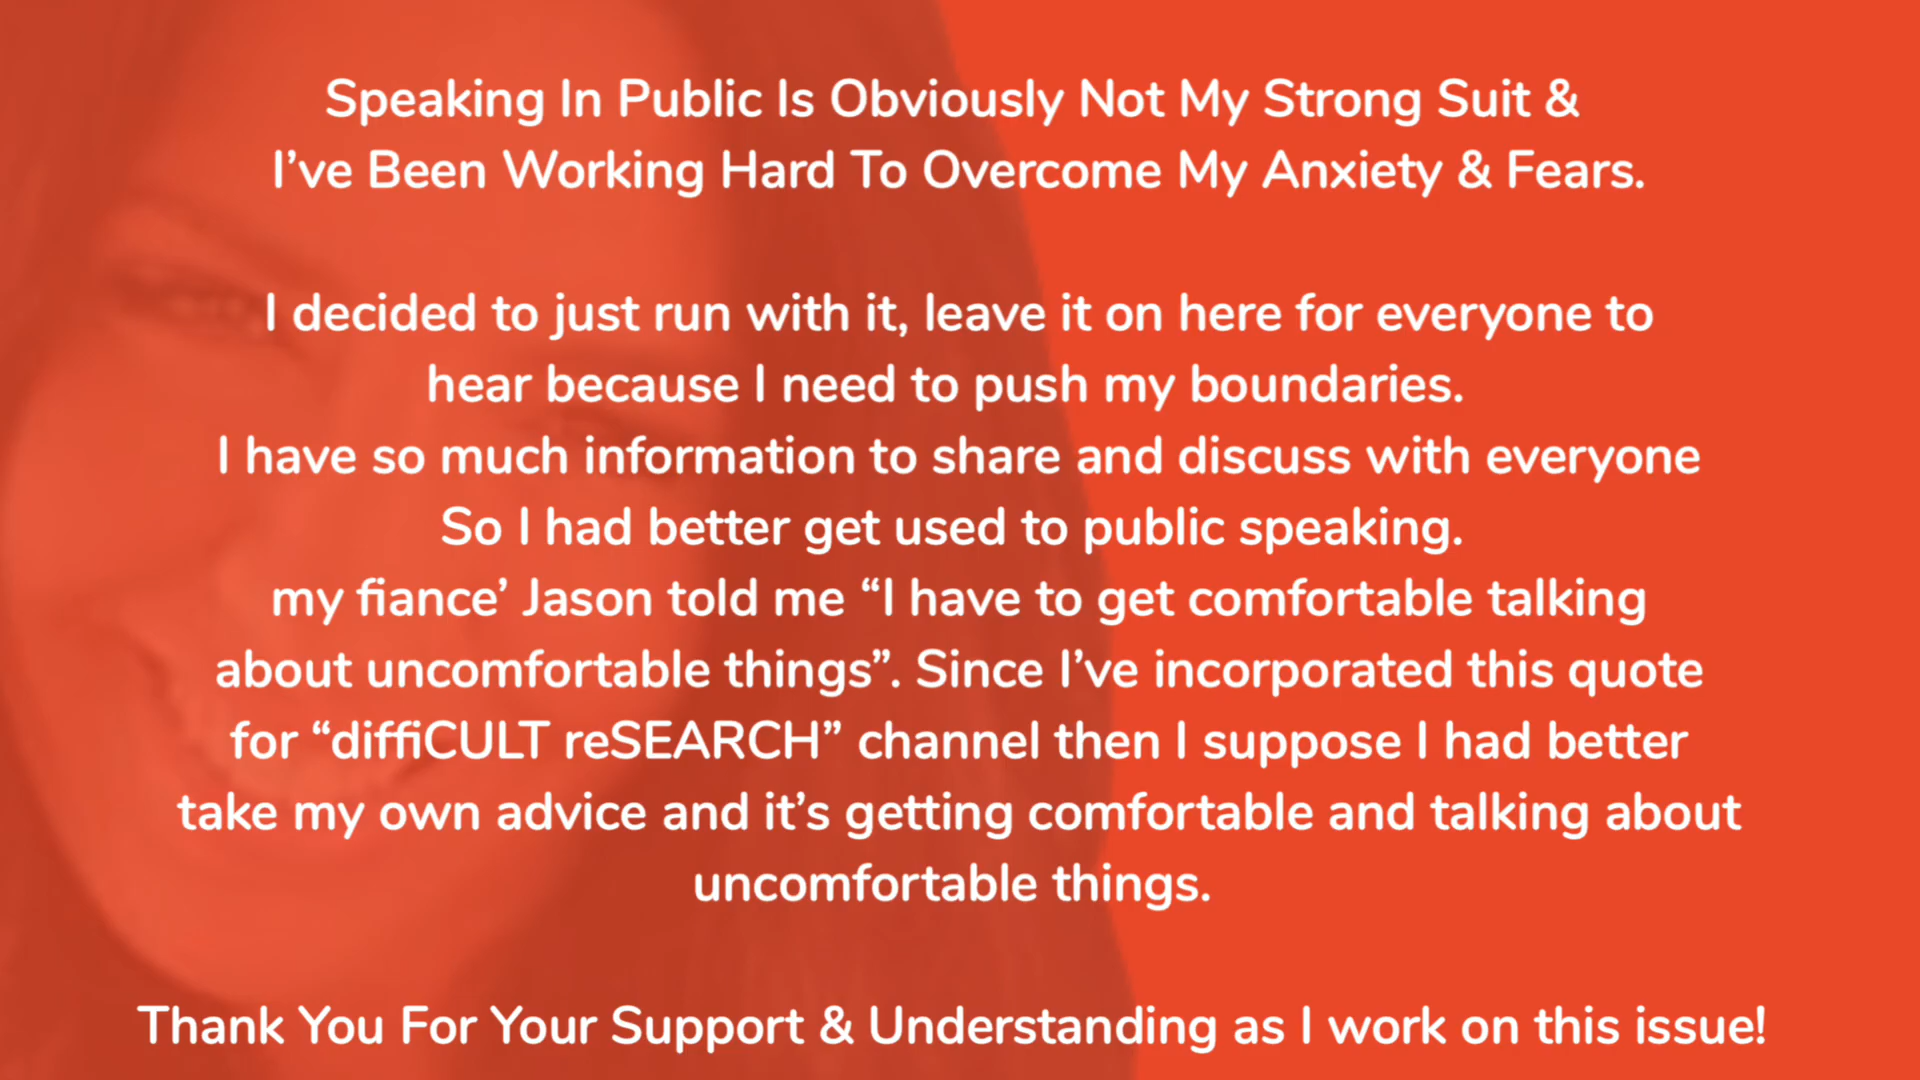 Speaking In Public Is Obviously Not My Strong Suit &
I’ve Been Working Hard To Overcome My Anxiety & Fears.
I decided to just run with it, leave it on here for everyone to
hear because I need to push my boundaries.
I have so much information to share and discuss with everyone
So I had better get used to public speaking.
my fiance’ Jason told me “I have to get comfortable talking
about uncomfortable things”. Since I’ve incorporated this quote
for “diffiCULT reSEARCH” channel then I suppose I had better
take my own advice and it’s getting comfortable and talking about
uncomfortable things.
Thank You For Your Support & Understanding as I work on this issue!